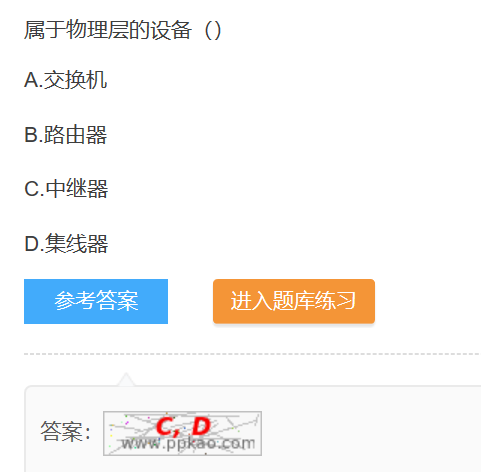 属于物理层的设备（）
A.交换机
B.路由器
C.中继器
D.集线器
参考答案 进入题库练习
答案： C, D
www.ppkao.com